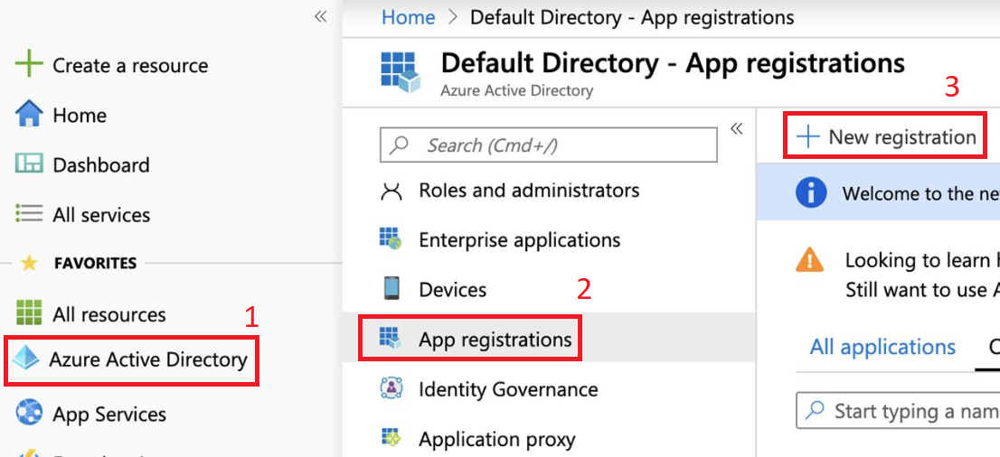 «
Create a resource
Home
Dashboard
All services
FAVORITES
All resources
1
Azure Active Directory
App Services
Home > Default Directory - App registrations
Default Directory - App registrations
Azure Active Directory
Search (Cmd+/)
«
Roles and administrators
Enterprise applications
Devices
2
App registrations
Identity Governance
Application proxy
3
+ New registration
Welcome to the ne
Looking to learn
Still want to use A
All applications
Start typing a nam